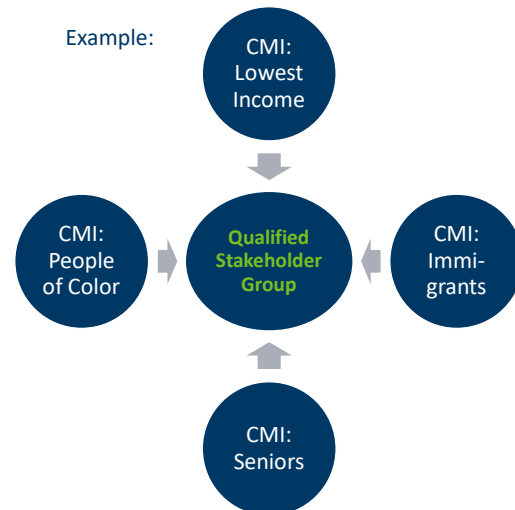 Example:
CMI:
Lowest
Income
CMI:
People
of Color
Qualified
Stakeholder
Group
CMI:
Immi-
grants
CMI:
Seniors